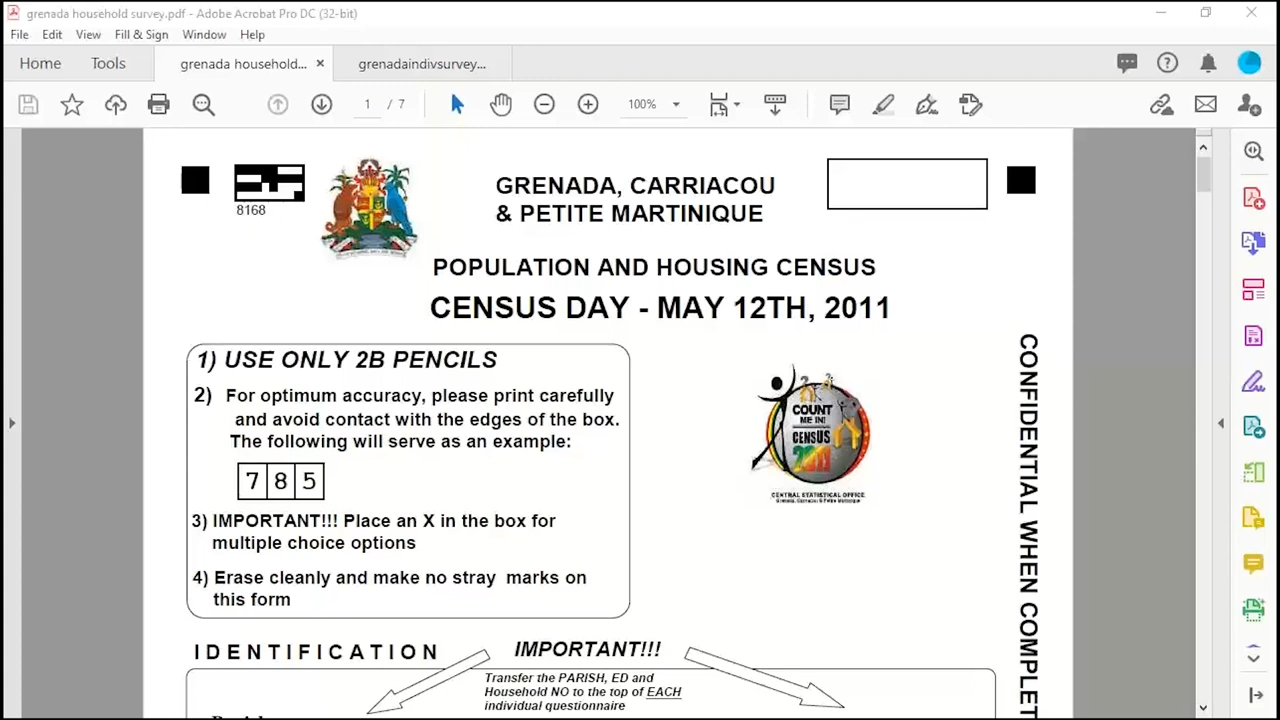 grenada household survey.pdf - Adobe Acrobat Pro DC (32-bit)
File Edit View Fill & Sign Window Help
Home Tools grenada household... × grenadaindivsurvey...
1 / 7 100%
8168
GRENADA, CARRIACOU
& PETITE MARTINIQUE
POPULATION AND HOUSING CENSUS
CENSUS DAY - MAY 12TH, 2011
1) USE ONLY 2B PENCILS
2) For optimum accuracy, please print carefully
and avoid contact with the edges of the box.
The following will serve as an example:
7 8 5
3) IMPORTANT!!! Place an X in the box for
multiple choice options
4) Erase cleanly and make no stray marks on
this form
COUNT
ME IN!
CENSUS
2011
CENTRAL STATISTICAL OFFICE
Grenada, Carriacou & Petite Martinique
CONFIDENTIAL WHEN COMPLET
IDENTIFICATION
IMPORTANT!!!
Transfer the PARISH, ED and
Household NO to the top of EACH
individual questionnaire